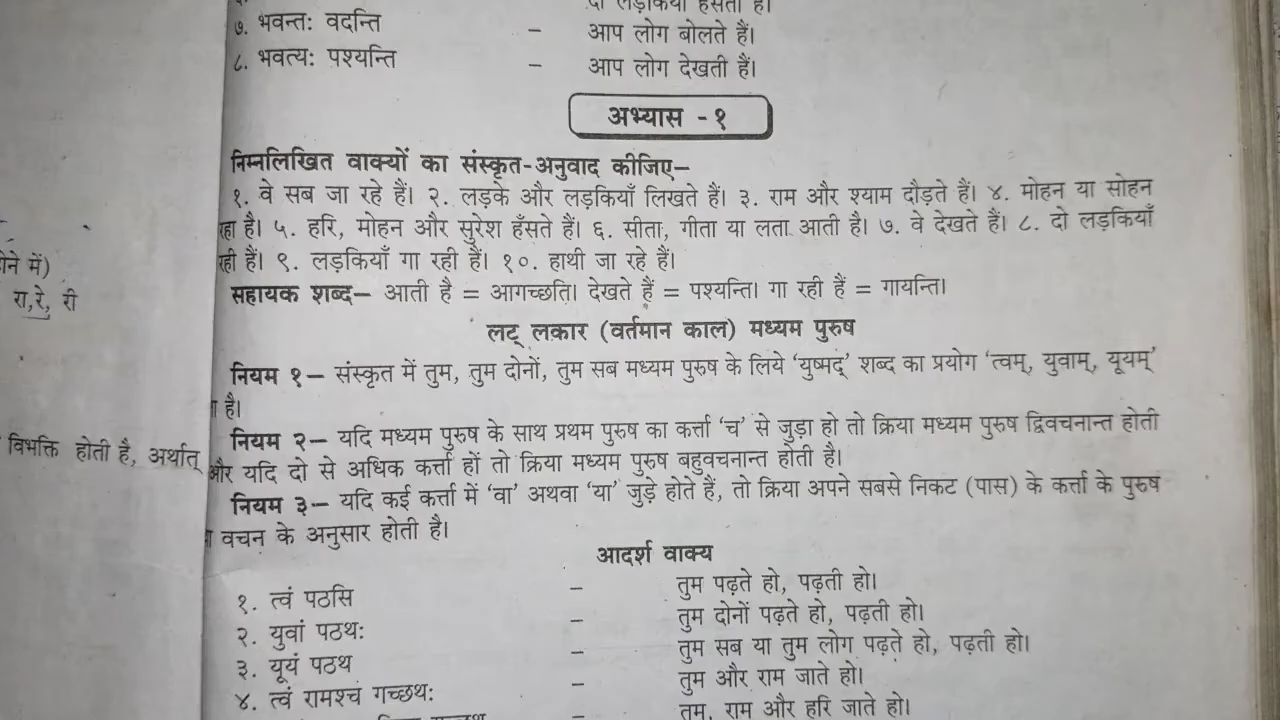 दो लड़कियाँ हँसती हैं।
७. भवन्तः वदन्ति – आप लोग बोलते हैं।
८. भवत्यः पश्यन्ति – आप लोग देखती हैं।
अभ्यास -१
निम्नलिखित वाक्यों का संस्कृत-अनुवाद कीजिए–
१. वे सब जा रहे हैं। २. लड़के और लड़कियाँ लिखते हैं। ३. राम और श्याम दौड़ते हैं। ४. मोहन या सोहन
रहा है। ५. हरि, मोहन और सुरेश हँसते हैं। ६. सीता, गीता या लता आती है। ७. वे देखते हैं। ८. दो लड़कियाँ
रही हैं। ९. लड़कियाँ गा रही हैं। १०. हाथी जा रहे हैं।
सहायक शब्द– आती है = आगच्छति। देखते हैं = पश्यन्ति। गा रही हैं = गायन्ति।
लट् लकार (वर्तमान काल) मध्यम पुरुष
नियम १– संस्कृत में तुम, तुम दोनों, तुम सब मध्यम पुरुष के लिये ‘युष्मद्’ शब्द का प्रयोग ‘त्वम्, युवाम्, यूयम्’
है।
नियम २– यदि मध्यम पुरुष के साथ प्रथम पुरुष का कर्त्ता ‘च’ से जुड़ा हो तो क्रिया मध्यम पुरुष द्विवचनान्त होती
और यदि दो से अधिक कर्त्ता हों तो क्रिया मध्यम पुरुष बहुवचनान्त होती है।
नियम ३– यदि कई कर्त्ता में ‘वा’ अथवा ‘या’ जुड़े होते हैं, तो क्रिया अपने सबसे निकट (पास) के कर्त्ता के पुरुष
वचन के अनुसार होती है।
आदर्श वाक्य
१. त्वं पठसि – तुम पढ़ते हो, पढ़ती हो।
२. युवां पठथः – तुम दोनों पढ़ते हो, पढ़ती हो।
३. यूयं पठथ – तुम सब या तुम लोग पढ़ते हो, पढ़ती हो।
४. त्वं रामश्च गच्छथः – तुम और राम जाते हो।
– तुम, राम और हरि जाते हो।
होने में)
रा,रे, री
विभक्ति होती है, अर्थात्